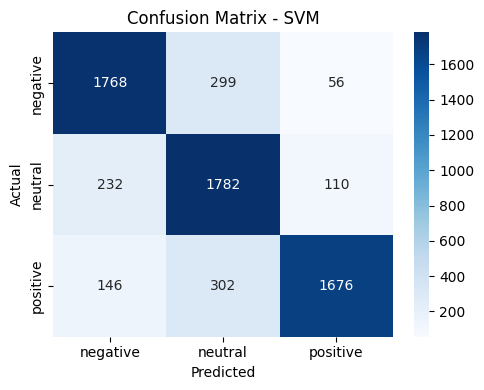 Confusion Matrix - SVM
negative 1768 299 56
neutral 232 1782 110
positive 146 302 1676
negative neutral positive
Actual
Predicted
1600
1400
1200
1000
800
600
400
200